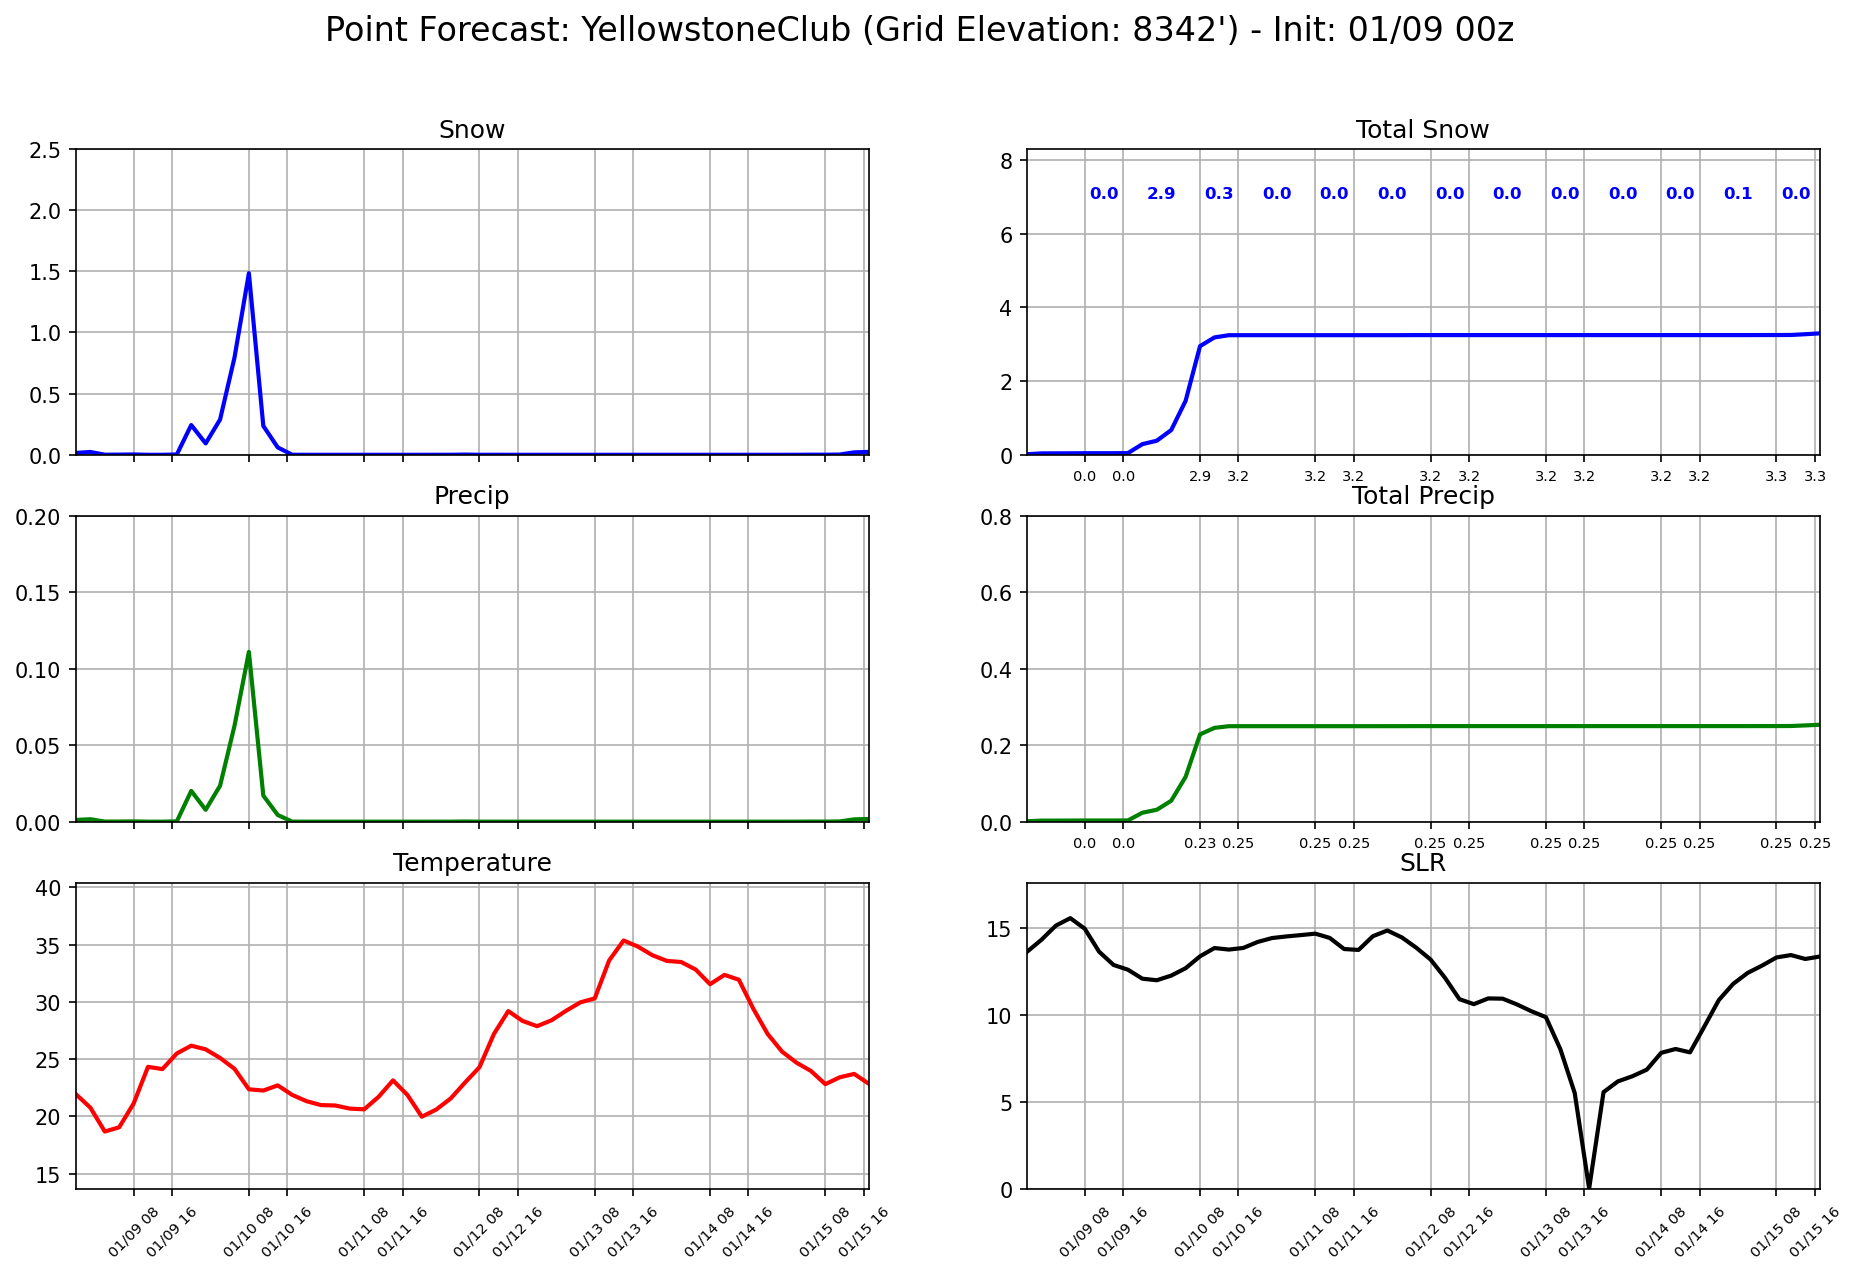 Point Forecast: YellowstoneClub (Grid Elevation: 8342') - Init: 01/09 00z
Snow
2.5
2.0
1.5
1.0
0.5
0.0
Total Snow
8
6
4
2
0
0.0 2.9 0.3 0.0 0.0 0.0 0.0 0.0 0.0 0.0 0.0 0.1 0.0
0.0 0.0 2.9 3.2 3.2 3.2 3.2 3.2 3.2 3.2 3.2 3.2 3.3 3.3
Precip
0.20
0.15
0.10
0.05
0.00
Total Precip
0.8
0.6
0.4
0.2
0.0
0.0 0.0 0.23 0.25 0.25 0.25 0.25 0.25 0.25 0.25 0.25 0.25 0.25 0.25
Temperature
40
35
30
25
20
15
01/09 08 01/09 16 01/10 08 01/10 16 01/11 08 01/11 16 01/12 08 01/12 16 01/13 08 01/13 16 01/14 08 01/14 16 01/15 08 01/15 16
SLR
15
10
5
0
01/09 08 01/09 16 01/10 08 01/10 16 01/11 08 01/11 16 01/12 08 01/12 16 01/13 08 01/13 16 01/14 08 01/14 16 01/15 08 01/15 16